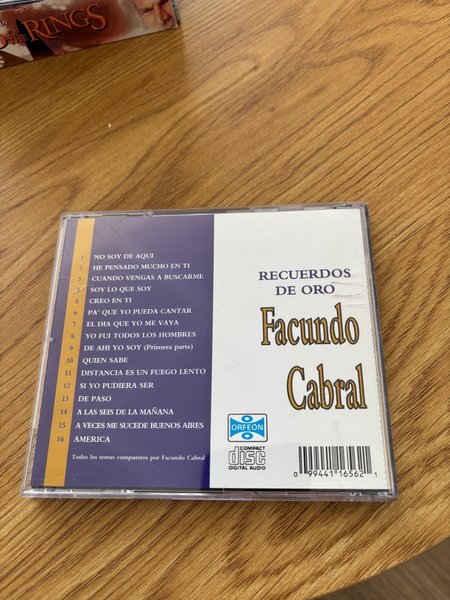 OF THE RINGS
1 NO SOY DE AQUI
2 HE PENSADO MUCHO EN TI
3 CUANDO VENGAS A BUSCARME
4 SOY LO QUE SOY
5 CREO EN TI
6 PA' QUE YO PUEDA CANTAR
7 EL DIA QUE YO ME VAYA
8 YO FUI TODOS LOS HOMBRES
9 DE AHI YO SOY (Primera parte)
10 QUIEN SABE
11 DISTANCIA ES UN FUEGO LENTO
12 SI YO PUDIERA SER
13 DE PASO
14 A LAS SEIS DE LA MAÑANA
15 A VECES ME SUCEDE BUENOS AIRES
16 AMERICA
Todos los temas compuestos por Facundo Cabral
RECUERDOS
DE ORO
Facundo
Cabral
ORFEON
COMPACT
disc
DIGITAL AUDIO
0 99441 16562 1